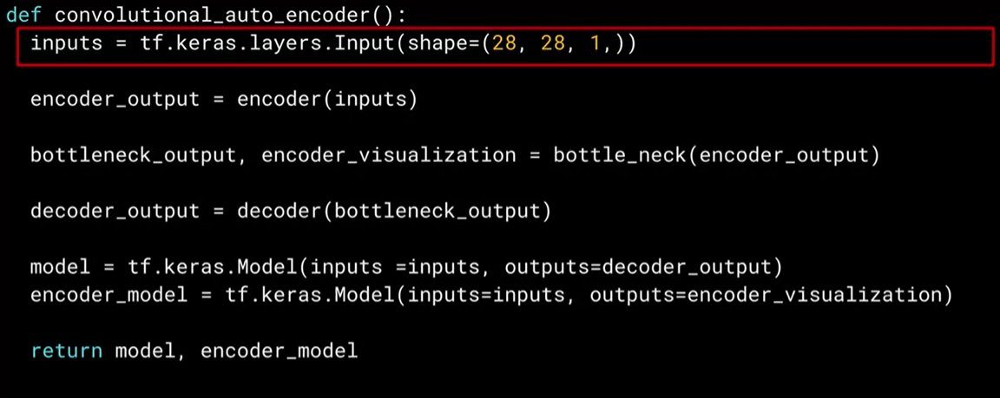 def convolutional_auto_encoder():
inputs = tf.keras.layers.Input(shape=(28, 28, 1,))
encoder_output = encoder(inputs)
bottleneck_output, encoder_visualization = bottle_neck(encoder_output)
decoder_output = decoder(bottleneck_output)
model = tf.keras.Model(inputs =inputs, outputs=decoder_output)
encoder_model = tf.keras.Model(inputs=inputs, outputs=encoder_visualization)
return model, encoder_model